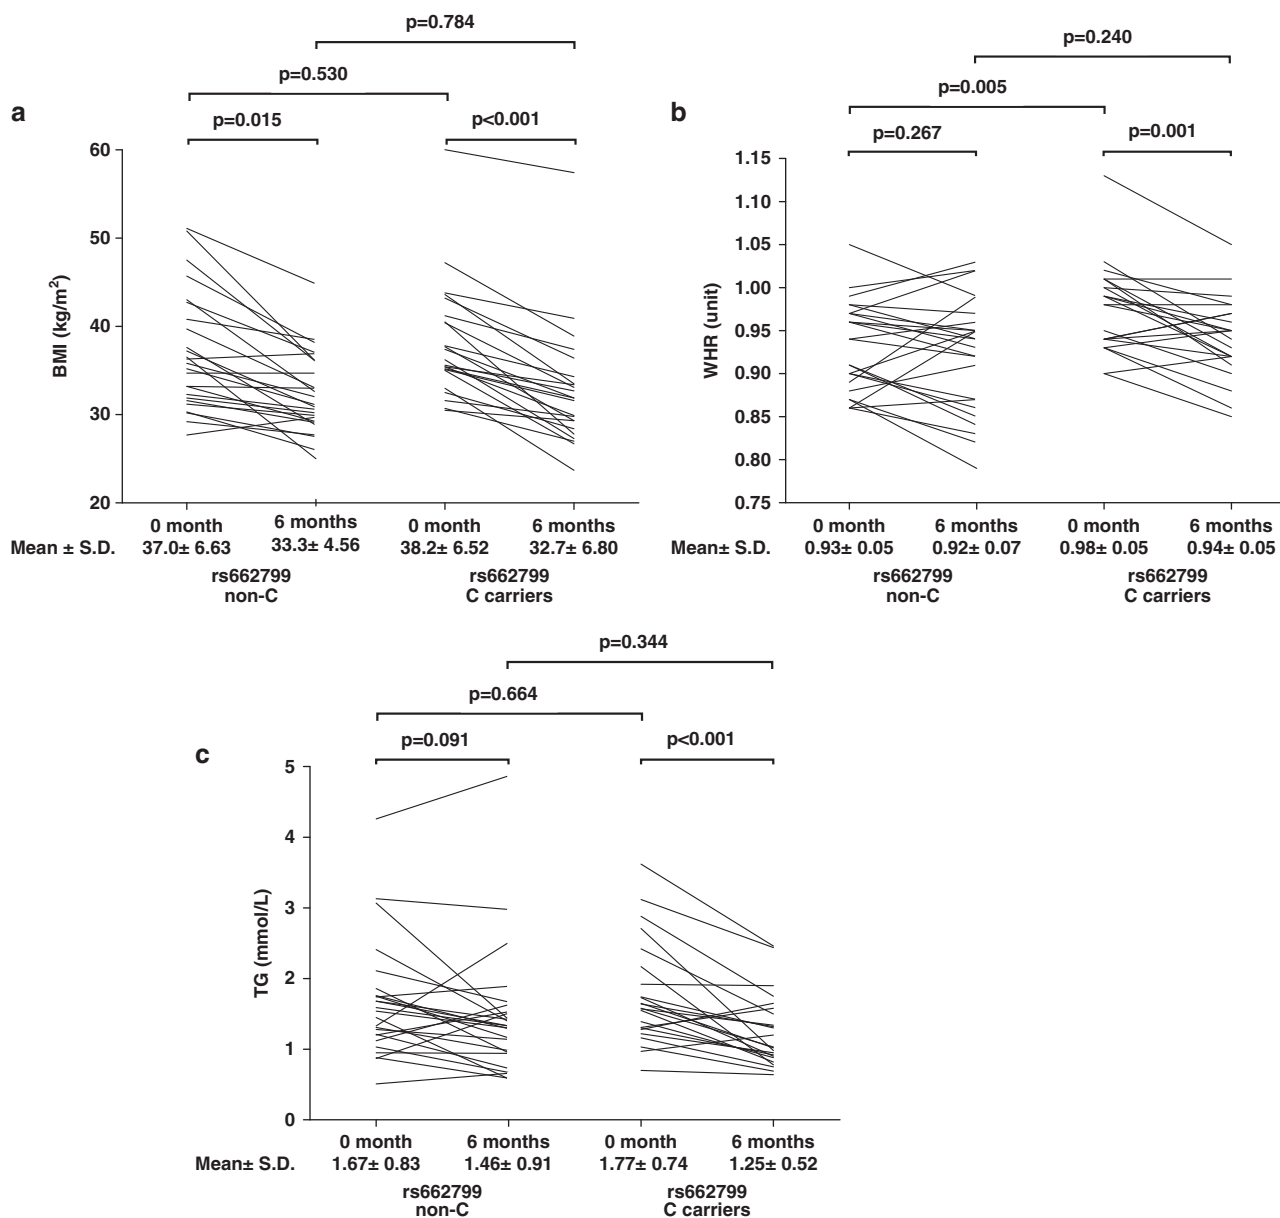 p=0.784
p=0.530
a
p=0.015
p<0.001
60
50
40
30
20
BMI (kg/m2)
0 month
6 months
0 month
6 months
Mean ± S.D.
37.0± 6.63
33.3± 4.56
38.2± 6.52
32.7± 6.80
rs662799
non-C
rs662799
C carriers
p=0.240
p=0.005
b
p=0.267
p=0.001
1.15
1.10
1.05
1.00
0.95
0.90
0.85
0.80
0.75
WHR (unit)
0 month
6 months
0 month
6 months
Mean± S.D.
0.93± 0.05
0.92± 0.07
0.98± 0.05
0.94± 0.05
rs662799
non-C
rs662799
C carriers
p=0.344
p=0.664
c
p=0.091
p<0.001
5
4
3
2
1
0
TG (mmol/L)
0 month
6 months
0 month
6 months
Mean± S.D.
1.67± 0.83
1.46± 0.91
1.77± 0.74
1.25± 0.52
rs662799
non-C
rs662799
C carriers